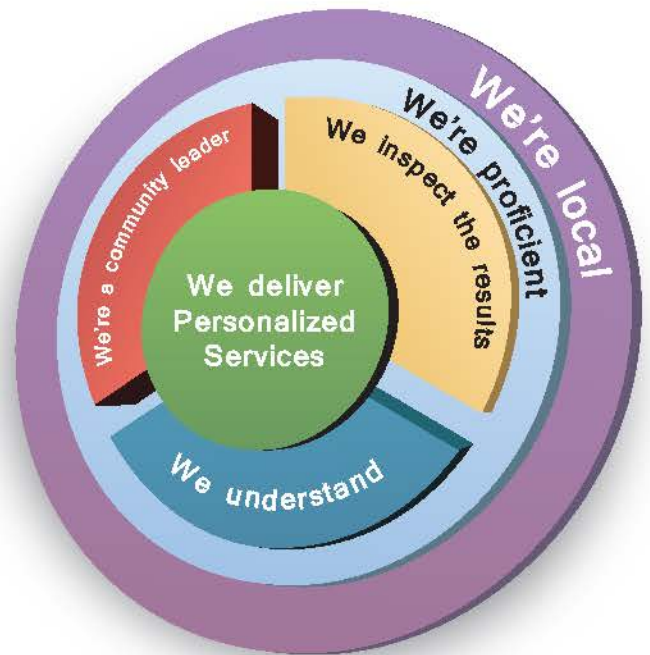 We're local
We're proficient
We inspect the results
We're a community leader
We deliver
Personalized
Services
We understand